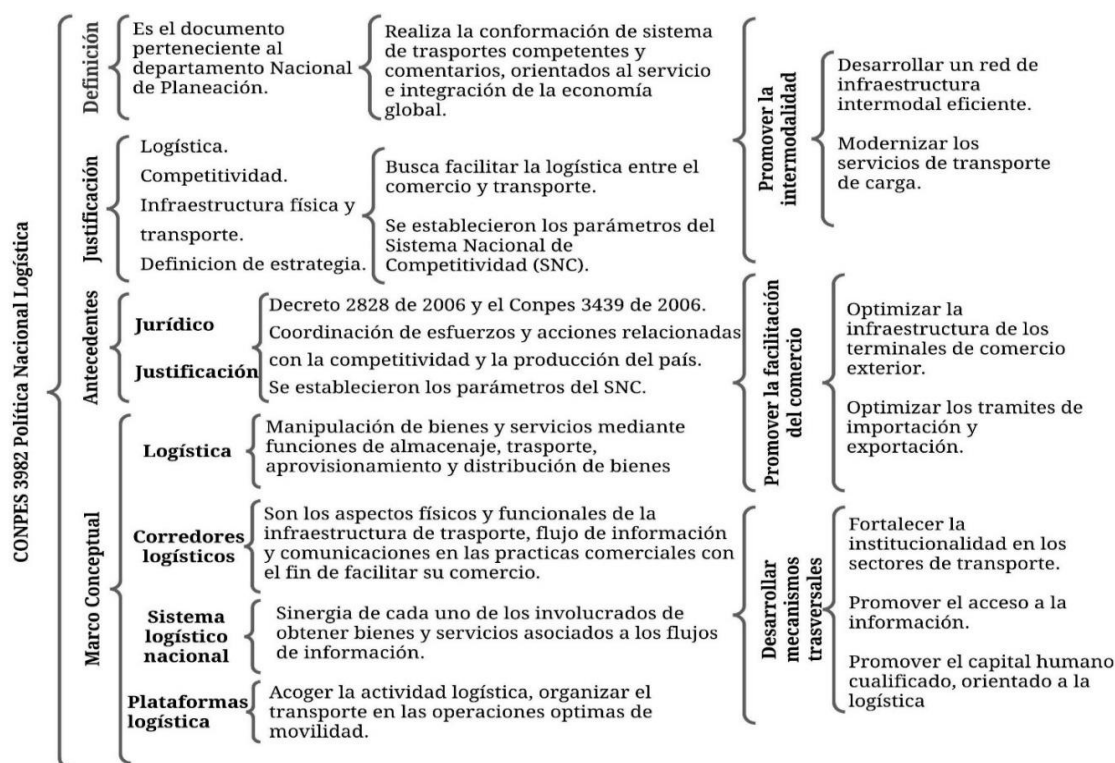 CONPES 3982 Política Nacional Logística
Definición
Es el documento
perteneciente al
departamento Nacional
de Planeación.
Realiza la conformación de sistema
de trasportes competentes y
comentarios, orientados al servicio
e integración de la economía
global.
Justificación
Logística.
Competitividad.
Infraestructura física y
transporte.
Definicion de estrategia.
Busca facilitar la logística entre el
comercio y transporte.
Se establecieron los parámetros del
Sistema Nacional de
Competitividad (SNC).
Antecedentes
Jurídico
Justificación
Decreto 2828 de 2006 y el Conpes 3439 de 2006.
Coordinación de esfuerzos y acciones relacionadas
con la competitividad y la producción del país.
Se establecieron los parámetros del SNC.
Marco Conceptual
Logística
Manipulación de bienes y servicios mediante
funciones de almacenaje, trasporte,
aprovisionamiento y distribución de bienes
Corredores
logísticos
Son los aspectos físicos y funcionales de la
infraestructura de transporte, flujo de información
y comunicaciones en las practicas comerciales con
el fin de facilitar su comercio.
Sistema
logístico
nacional
Sinergia de cada uno de los involucrados de
obtener bienes y servicios asociados a los flujos
de información.
Plataformas
logística
Acoger la actividad logística, organizar el
transporte en las operaciones optimas de
movilidad.
Promover la
intermodalidad
Desarrollar un red de
infraestructura
intermodal eficiente.
Modernizar los
servicios de transporte
de carga.
Promover la facilitación
del comercio
Optimizar la
infraestructura de los
terminales de comercio
exterior.
Optimizar los tramites de
importación y
exportación.
Desarrollar
mecanismos
trasversales
Fortalecer la
institucionalidad en los
sectores de transporte.
Promover el acceso a la
información.
Promover el capital humano
cualificado, orientado a la
logística